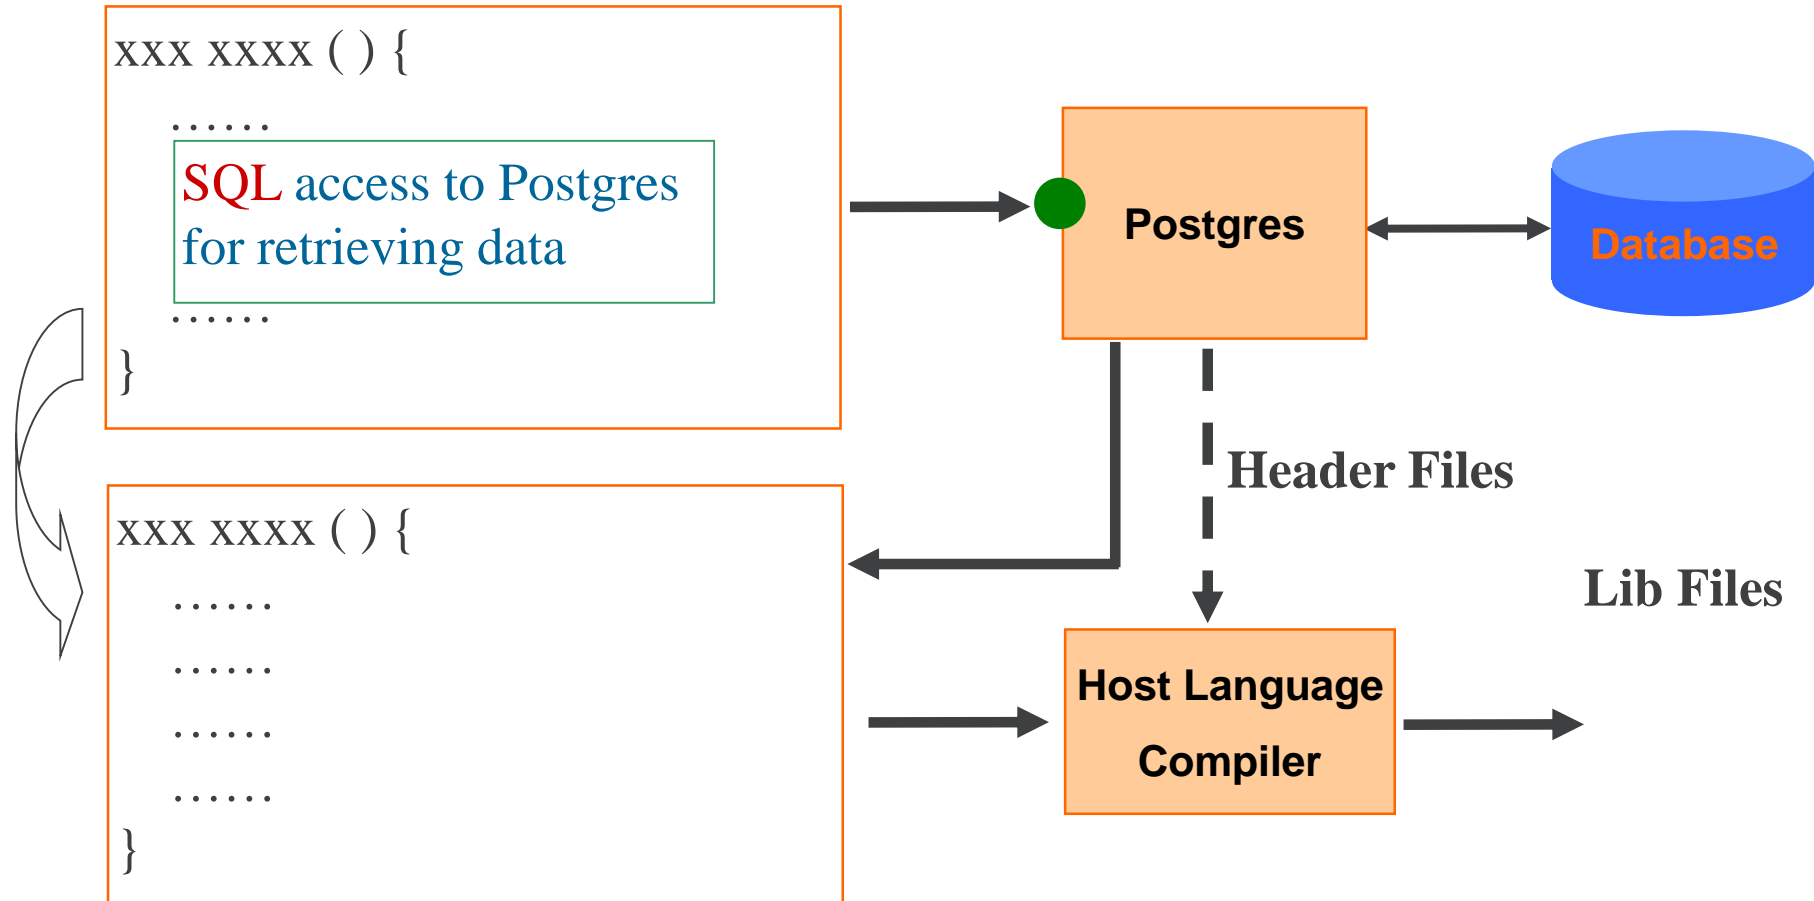 xxx xxxx ( ) {
......
SQL access to Postgres
for retrieving data
......
}
Postgres
Database
Header Files
Lib Files
xxx xxxx ( ) {
......
......
......
......
}
Host Language
Compiler